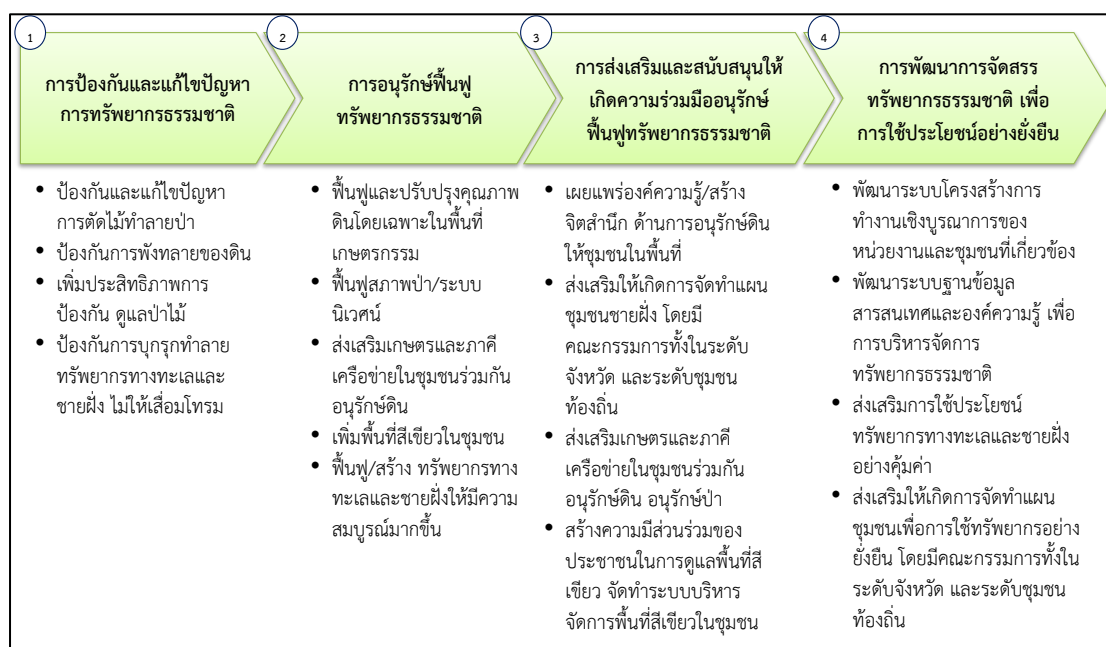 1
การป้องกันและแก้ไขปัญหา
การทรัพยากรธรรมชาติ
2
การอนุรักษ์ฟื้นฟู
ทรัพยากรธรรมชาติ
3
การส่งเสริมและสนับสนุนให้
เกิดความร่วมมืออนุรักษ์
ฟื้นฟูทรัพยากรธรรมชาติ
4
การพัฒนาการจัดสรร
ทรัพยากรธรรมชาติ เพื่อ
การใช้ประโยชน์อย่างยั่งยืน
• ป้องกันและแก้ไขปัญหา
การตัดไม้ทำลายป่า
• ป้องกันการพังทลายของดิน
• เพิ่มประสิทธิภาพการ
ป้องกัน ดูแลป่าไม้
• ป้องกันการบุกรุกทำลาย
ทรัพยากรทางทะเลและ
ชายฝั่ง ไม่ให้เสื่อมโทรม
• ฟื้นฟูและปรับปรุงคุณภาพ
ดินโดยเฉพาะในพื้นที่
เกษตรกรรม
• ฟื้นฟูสภาพป่า/ระบบ
นิเวศน์
• ส่งเสริมเกษตรและภาคี
เครือข่ายในชุมชนร่วมกัน
อนุรักษ์ดิน
• เพิ่มพื้นที่สีเขียวในชุมชน
• ฟื้นฟู/สร้าง ทรัพยากรทาง
ทะเลและชายฝั่งให้มีความ
สมบูรณ์มากขึ้น
• เผยแพร่องค์ความรู้/สร้าง
จิตสำนึก ด้านการอนุรักษ์ดิน
ให้ชุมชนในพื้นที่
• ส่งเสริมให้เกิดการจัดทำแผน
ชุมชนชายฝั่ง โดยมี
คณะกรรมการทั้งในระดับ
จังหวัด และระดับชุมชน
ท้องถิ่น
• ส่งเสริมเกษตรและภาคี
เครือข่ายในชุมชนร่วมกัน
อนุรักษ์ดิน อนุรักษ์ป่า
• สร้างความมีส่วนร่วมของ
ประชาชนในการดูแลพื้นที่สี
เขียว จัดทำระบบบริหาร
จัดการพื้นที่สีเขียวในชุมชน
• พัฒนาระบบโครงสร้างการ
ทำงานเชิงบูรณาการของ
หน่วยงานและชุมชนที่เกี่ยวข้อง
• พัฒนาระบบฐานข้อมูล
สารสนเทศและองค์ความรู้ เพื่อ
การบริหารจัดการ
ทรัพยากรธรรมชาติ
• ส่งเสริมการใช้ประโยชน์
ทรัพยากรทางทะเลและชายฝั่ง
อย่างคุ้มค่า
• ส่งเสริมให้เกิดการจัดทำแผน
ชุมชนเพื่อการใช้ทรัพยากรอย่าง
ยั่งยืน โดยมีคณะกรรมการทั้งใน
ระดับจังหวัด และระดับชุมชน
ท้องถิ่น